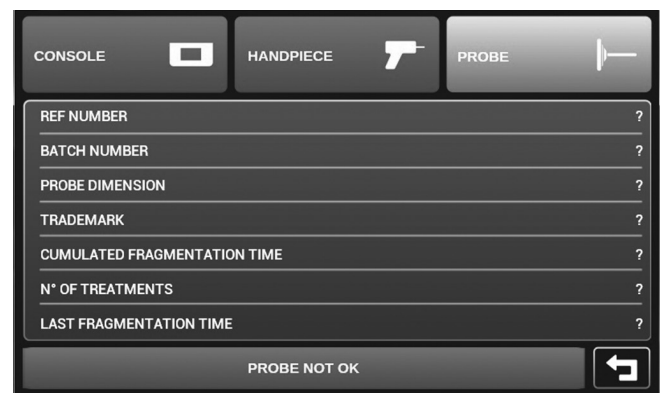 CONSOLE HANDPIECE PROBE
REF NUMBER ?
BATCH NUMBER ?
PROBE DIMENSION ?
TRADEMARK ?
CUMULATED FRAGMENTATION TIME ?
N° OF TREATMENTS ?
LAST FRAGMENTATION TIME ?
PROBE NOT OK